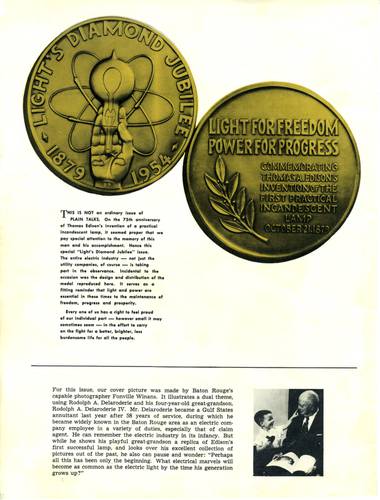 LIGHT'S DIAMOND JUBILEE
1879 1954
LIGHT FOR FREEDOM
POWER FOR PROGRESS
COMMEMORATING
THOMAS A. EDISON'S
INVENTION OF THE
FIRST PRACTICAL
INCANDESCENT
LAMP
OCTOBER 21, 1879
THIS IS NOT an ordinary issue of
PLAIN TALKS. On the 75th anniversary
of Thomas Edison's invention of a practical
incandescent lamp, it seemed proper that we
pay special attention to the memory of this
man and his accomplishment. Hence this
special "Light's Diamond Jubilee" issue.
The entire electric industry — not just the
utility companies, of course — is taking
part in the observance. Incidental to the
occasion was the design and distribution of the
medal reproduced here. It serves as a
fitting reminder that light and power are
essential in these times to the maintenance of
freedom, progress and prosperity.
Every one of us has a right to feel proud
of our individual part — however small it may
sometimes seem — in the effort to carry
on the fight for a better, brighter, less
burdensome life for all the people.
For this issue, our cover picture was made by Baton Rouge's
capable photographer Fonville Winans. It illustrates a dual theme,
using Rodolph A. Delaroderie and his four-year-old great-grandson,
Rodolph A. Delaroderie IV. Mr. Delaroderie became a Gulf States
annuitant last year after 58 years of service, during which he
became widely known in the Baton Rouge area as an electric com-
pany employee in a variety of duties, especially that of claim
agent. He can remember the electric industry in its infancy. But
while he shows his playful great-grandson a replica of Edison's
first successful lamp, and looks over his excellent collection of
pictures out of the past, he also can pause and wonder: "Perhaps
all this has been only the beginning. What electrical marvels will
become as common as the electric light by the time his generation
grows up?"